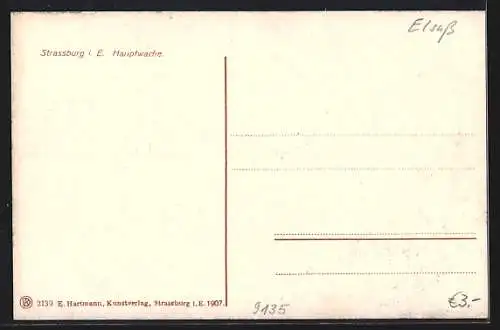 Elsaß
Strassburg i. E. Hauptwache.
2139 E. Hartmann, Kunstverlag, Strassburg i. E. 1907.
9135
€3.-